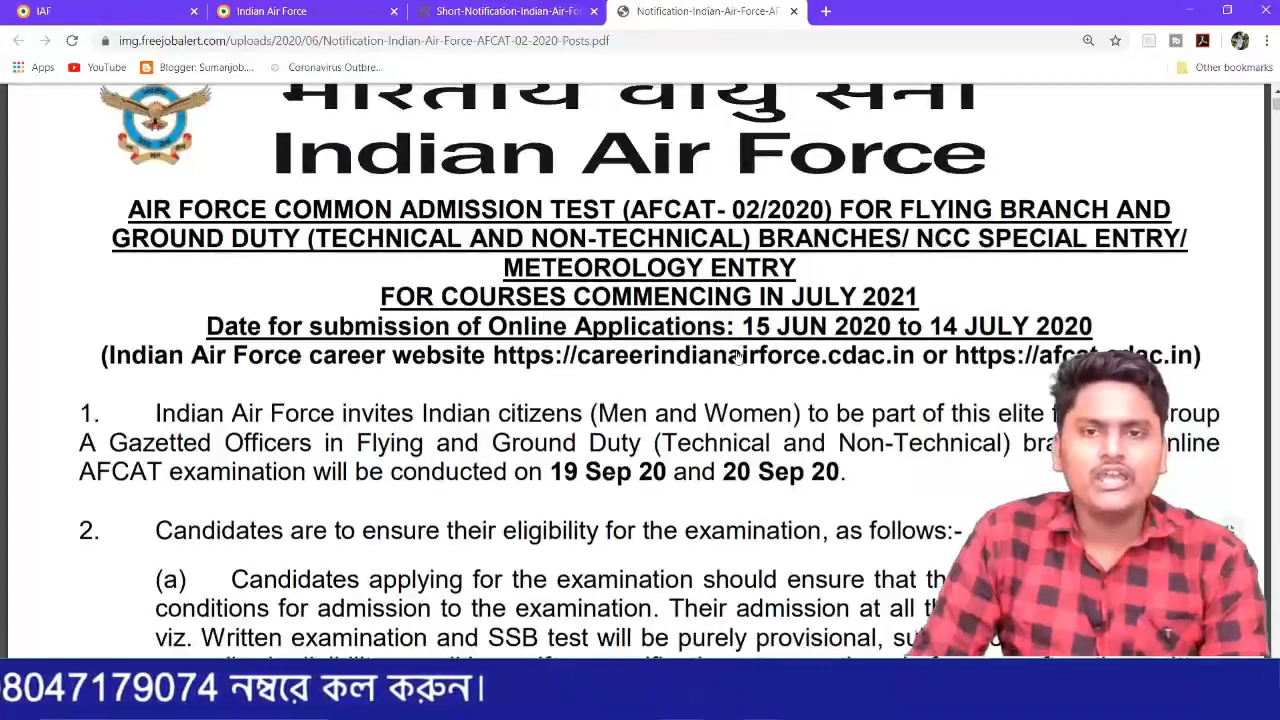 IAF
Indian Air Force
Short-Notification-Indian-Air-For
Notification-Indian-Air-Force-AF
img.freejobalert.com/uploads/2020/06/Notification-Indian-Air-Force-AFCAT-02-2020-Posts.pdf
Apps YouTube Blogger: Sumanjob.... Coronavirus Outbre... Other bookmarks
भारतीय वायु सेना
Indian Air Force
AIR FORCE COMMON ADMISSION TEST (AFCAT- 02/2020) FOR FLYING BRANCH AND
GROUND DUTY (TECHNICAL AND NON-TECHNICAL) BRANCHES/ NCC SPECIAL ENTRY/
METEOROLOGY ENTRY
FOR COURSES COMMENCING IN JULY 2021
Date for submission of Online Applications: 15 JUN 2020 to 14 JULY 2020
(Indian Air Force career website https://careerindianairforce.cdac.in or https://afcat.cdac.in)
1. Indian Air Force invites Indian citizens (Men and Women) to be part of this elite
A Gazetted Officers in Flying and Ground Duty (Technical and Non-Technical)
AFCAT examination will be conducted on 19 Sep 20 and 20 Sep 20.
2. Candidates are to ensure their eligibility for the examination, as follows:-
(a) Candidates applying for the examination should ensure that
conditions for admission to the examination. Their admission at all
viz. Written examination and SSB test will be purely provisional,
08047179074 নম্বরে কল করুন।